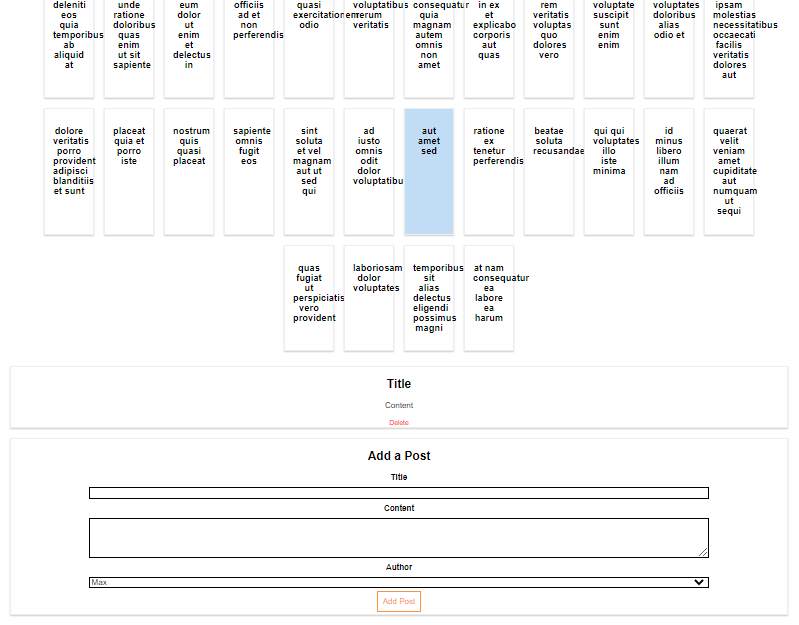 deleniti
eos
quia
temporibus
ab
aliquid
at
unde
ratione
doloribus
quas
enim
ut sit
sapiente
eum
dolor
ut
enim
et
delectus
in
officiis
ad et
non
perferendis
quasi
exercitationem
odio
voluptatibus
rerum
veritatis
consequatur
quia
magnam
autem
omnis
non
amet
in ex
et
explicabo
corporis
aut
quas
rem
veritatis
voluptas
quo
dolores
vero
voluptate
suscipit
sunt
enim
enim
voluptates
doloribus
alias
odio et
ipsam
molestias
necessitatibus
occaecati
facilis
veritatis
dolores
aut
dolore
veritatis
porro
provident
adipisci
blanditiis
et sunt
placeat
quia et
porro
iste
nostrum
quis
quasi
placeat
sapiente
omnis
fugit
eos
sint
soluta
et vel
magnam
aut ut
sed
qui
ad
iusto
omnis
odit
dolor
voluptatibu
aut
amet
sed
ratione
ex
tenetur
perferendis
beatae
soluta
recusandae
qui qui
voluptates
illo
iste
minima
id
minus
libero
illum
nam
ad
officiis
quaerat
velit
veniam
amet
cupiditate
aut
numquam
ut
sequi
quas
fugiat
ut
perspiciatis
vero
provident
laboriosam
dolor
voluptates
temporibus
sit
alias
delectus
eligendi
possimus
magni
at nam
consequatur
ea
labore
ea
harum
Title
Content
Delete
Add a Post
Title
Content
Author
Max
Add Post